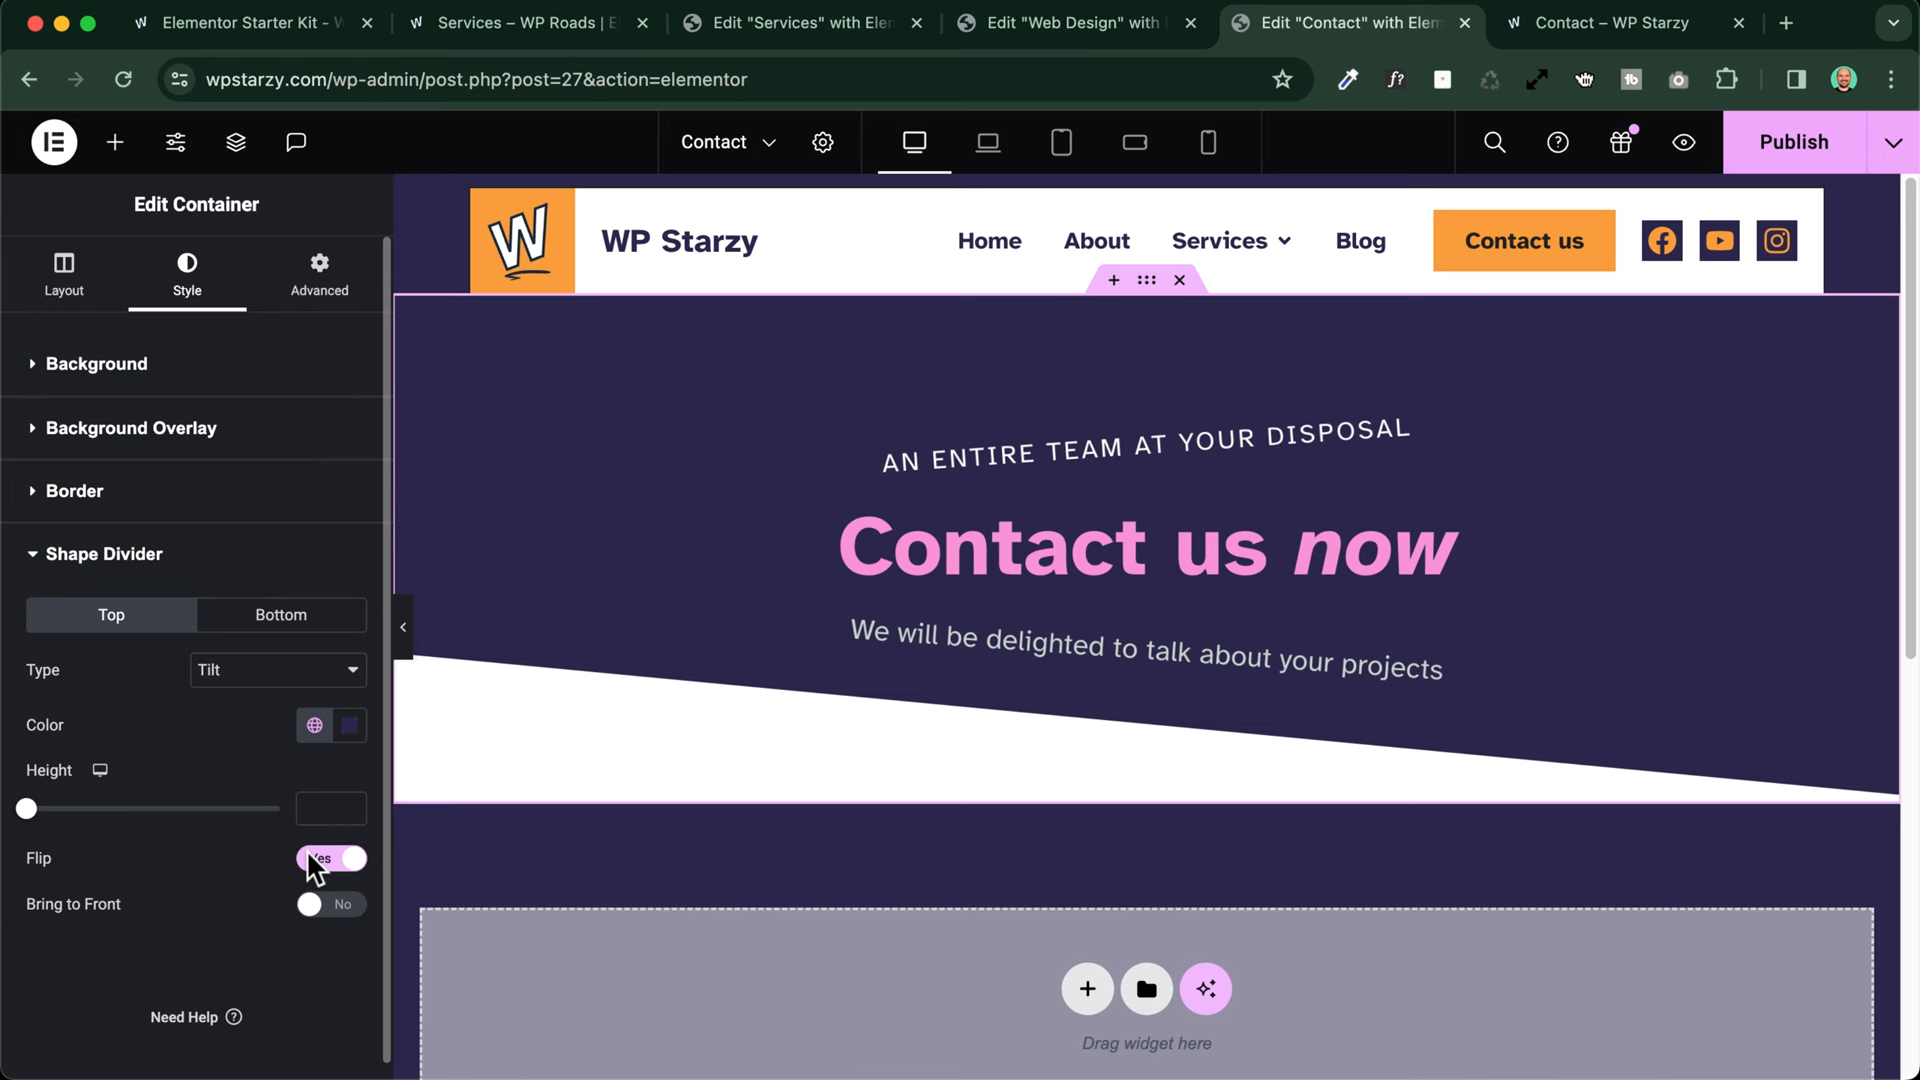 Elementor Starter Kit - W
Services – WP Roads | E
Edit "Services" with Elen
Edit "Web Design" with
Edit "Contact" with Elem
Contact – WP Starzy
wpstarzy.com/wp-admin/post.php?post=27&action=elementor
f?
Contact
Publish
Edit Container
Layout
Style
Advanced
Background
Background Overlay
Border
Shape Divider
Top
Bottom
Type
Tilt
Color
Height
Flip
Yes
Bring to Front
No
Need Help
W
WP Starzy
Home
About
Services
Blog
Contact us
AN ENTIRE TEAM AT YOUR DISPOSAL
Contact us now
We will be delighted to talk about your projects
Drag widget here